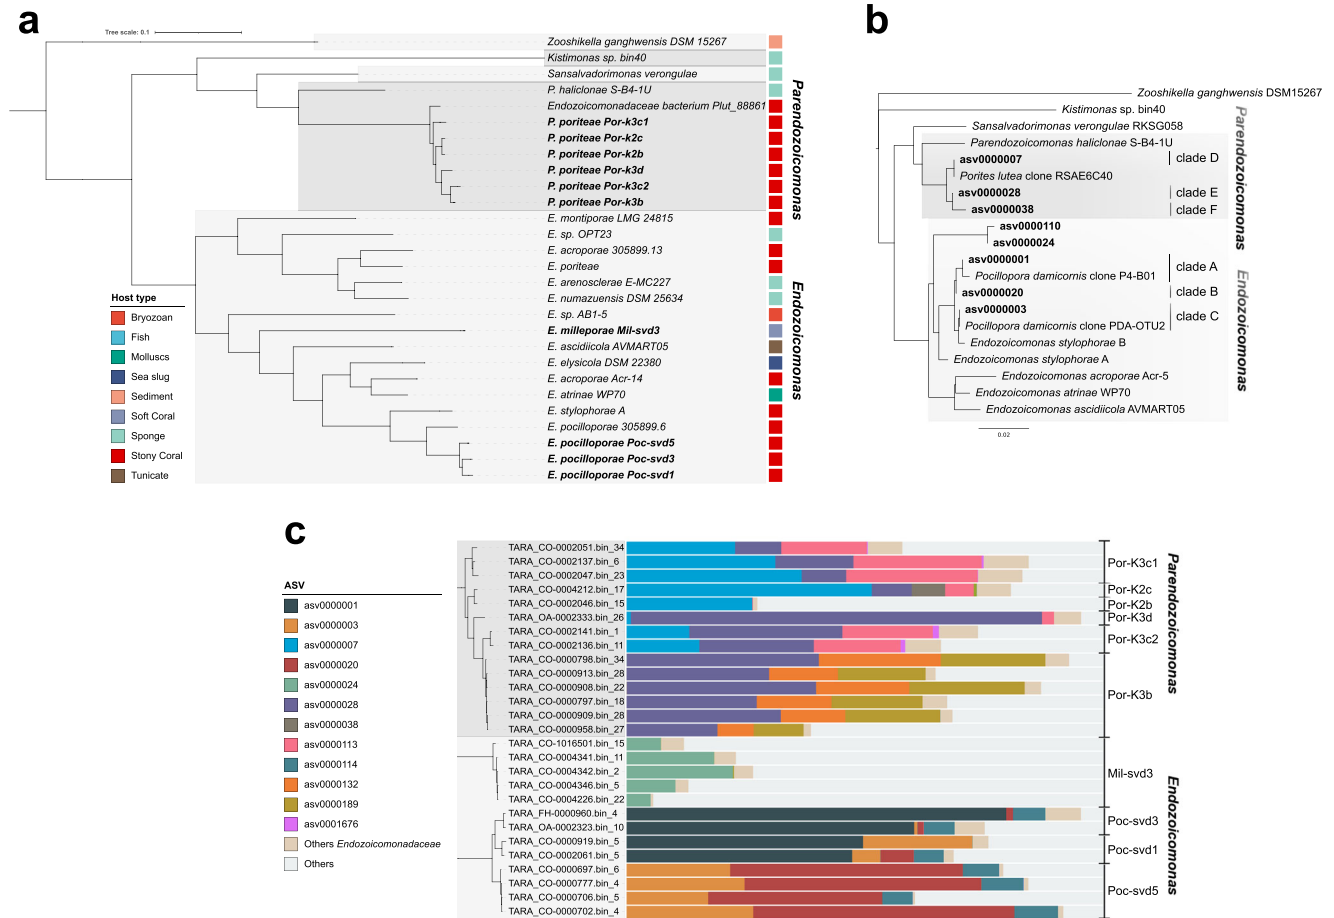 a
Tree scale: 0.1
Zooshikella ganghwensis DSM 15267
Kistimonas sp. bin40
Sansalvadorimonas verongulae
P. haliclonae S-B4-1U
Endozoicomonadaceae bacterium Plut_88861
P. poriteae Por-k3c1
P. poriteae Por-k2c
P. poriteae Por-k2b
P. poriteae Por-k3d
P. poriteae Por-k3c2
P. poriteae Por-k3b
E. montiporae LMG 24815
E. sp. OPT23
E. acroporae 305899.13
E. poriteae
E. arenosclerae E-MC227
E. numazuensis DSM 25634
E. sp. AB1-5
E. milleporae Mil-svd3
E. ascidiicola AVMART05
E. elysicola DSM 22380
E. acroporae Acr-14
E. atrinae WP70
E. stylophorae A
E. pocilloporae 305899.6
E. pocilloporae Poc-svd5
E. pocilloporae Poc-svd3
E. pocilloporae Poc-svd1
Parendozoicomonas
Endozoicomonas
Host type
Bryozoan
Fish
Molluscs
Sea slug
Sediment
Soft Coral
Sponge
Stony Coral
Tunicate
b
Zooshikella ganghwensis DSM15267
Kistimonas sp. bin40
Sansalvadorimonas verongulae RKSG058
Parendozoicomonas haliclonae S-B4-1U
asv0000007
clade D
Porites lutea clone RSAE6C40
asv0000028
clade E
asv0000038
clade F
asv0000110
asv0000024
asv0000001
clade A
Pocillopora damicornis clone P4-B01
asv0000020
clade B
asv0000003
clade C
Pocillopora damicornis clone PDA-OTU2
Endozoicomonas stylophorae B
Endozoicomonas stylophorae A
Endozoicomonas acroporae Acr-5
Endozoicomonas atrinae WP70
Endozoicomonas ascidiicola AVMART05
0.02
Parendozoicomonas
Endozoicomonas
c
ASV
asv0000001
asv0000003
asv0000007
asv0000020
asv0000024
asv0000028
asv0000038
asv0000113
asv0000114
asv0000132
asv0000189
asv0001676
Others Endozoicomonadaceae
Others
TARA_CO-0002051.bin_34
TARA_CO-0002137.bin_6
TARA_CO-0002047.bin_23
TARA_CO-0004212.bin_17
TARA_CO-0002046.bin_15
TARA_OA-0002333.bin_26
TARA_CO-0002141.bin_1
TARA_CO-0002136.bin_11
TARA_CO-0000798.bin_34
TARA_CO-0000913.bin_28
TARA_CO-0000908.bin_22
TARA_CO-0000797.bin_18
TARA_CO-0000909.bin_28
TARA_CO-0000958.bin_27
TARA_CO-1016501.bin_15
TARA_CO-0004341.bin_11
TARA_CO-0004342.bin_2
TARA_CO-0004346.bin_5
TARA_CO-0004226.bin_22
TARA_FH-0000960.bin_4
TARA_OA-0002323.bin_10
TARA_CO-0000919.bin_5
TARA_CO-0002061.bin_5
TARA_CO-0000697.bin_6
TARA_CO-0000777.bin_4
TARA_CO-0000706.bin_5
TARA_CO-0000702.bin_4
Por-K3c1
Por-K2c
Por-K2b
Por-K3d
Por-K3c2
Por-K3b
Mil-svd3
Poc-svd3
Poc-svd1
Poc-svd5
Parendozoicomonas
Endozoicomonas